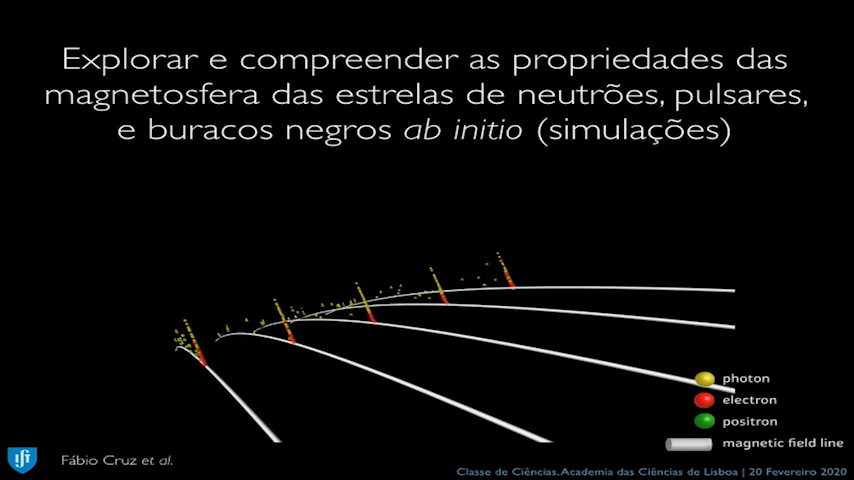 Explorar e compreender as propriedades das
magnetosfera das estrelas de neutrões, pulsares,
e buracos negros ab initio (simulações)
photon
electron
positron
magnetic field line
Fábio Cruz et al.
Classe de Ciências, Academia das Ciências de Lisboa | 20 Fevereiro 2020